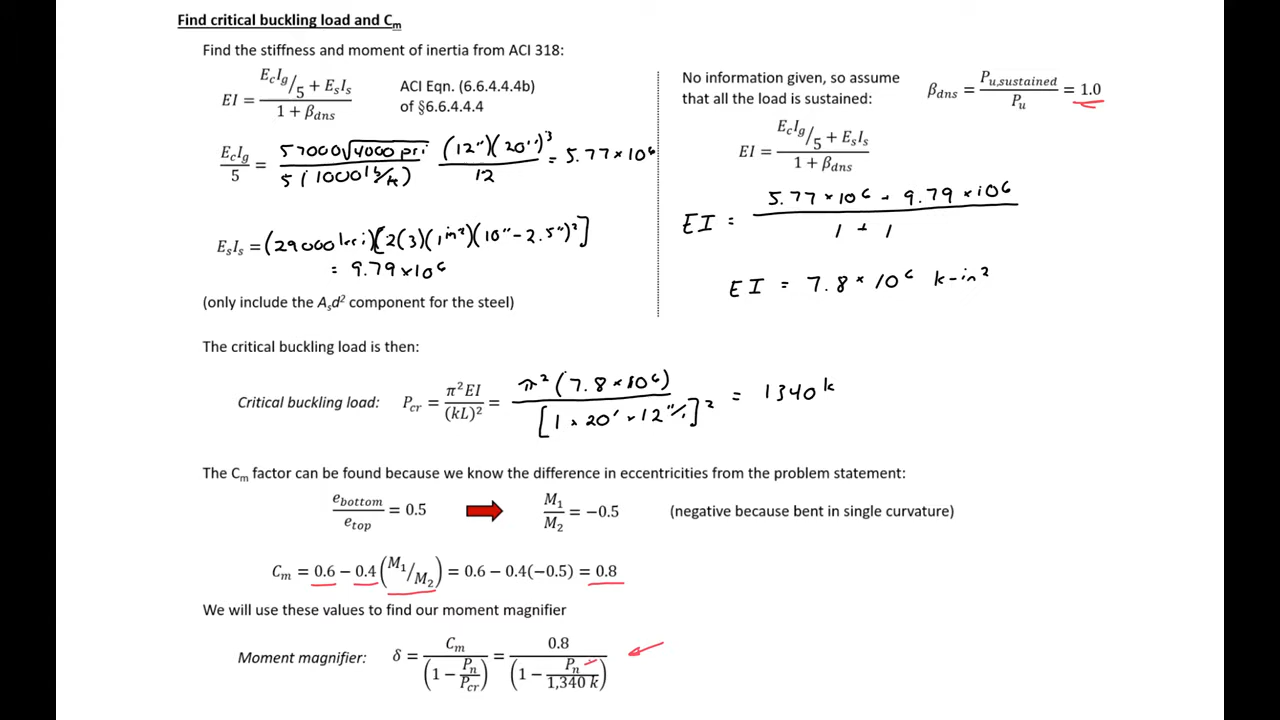 Find critical buckling load and Cm
Find the stiffness and moment of inertia from ACI 318:
EI = (EcIg/5 + EsIs) / (1 + βdns)
ACI Eqn. (6.6.4.4.4b)
of §6.6.4.4.4
EcIg/5 = 57000√4000 psi / 5(1000 lb/k) (12")(20")³ / 12 = 5.77 × 10⁶
EsIs = (29000 ksi)[2(3)(1 in²)(10" - 2.5")²]
= 9.79 × 10⁶
(only include the Asd² component for the steel)
No information given, so assume
that all the load is sustained:
βdns = Pu,sustained / Pu = 1.0
EI = (EcIg/5 + EsIs) / (1 + βdns)
EI = (5.77 × 10⁶ + 9.79 × 10⁶) / (1 + 1)
EI = 7.8 × 10⁶ k-in²
The critical buckling load is then:
Critical buckling load: Pcr = π²EI / (kL)² = π²(7.8 × 10⁶) / [1 × 20' × 12"/']² = 1340 k
The Cm factor can be found because we know the difference in eccentricities from the problem statement:
ebottom / etop = 0.5
M1 / M2 = −0.5
(negative because bent in single curvature)
Cm = 0.6 − 0.4(M1/M2) = 0.6 − 0.4(−0.5) = 0.8
We will use these values to find our moment magnifier
Moment magnifier: δ = Cm / (1 − Pn/Pcr) = 0.8 / (1 − Pn/1,340 k)